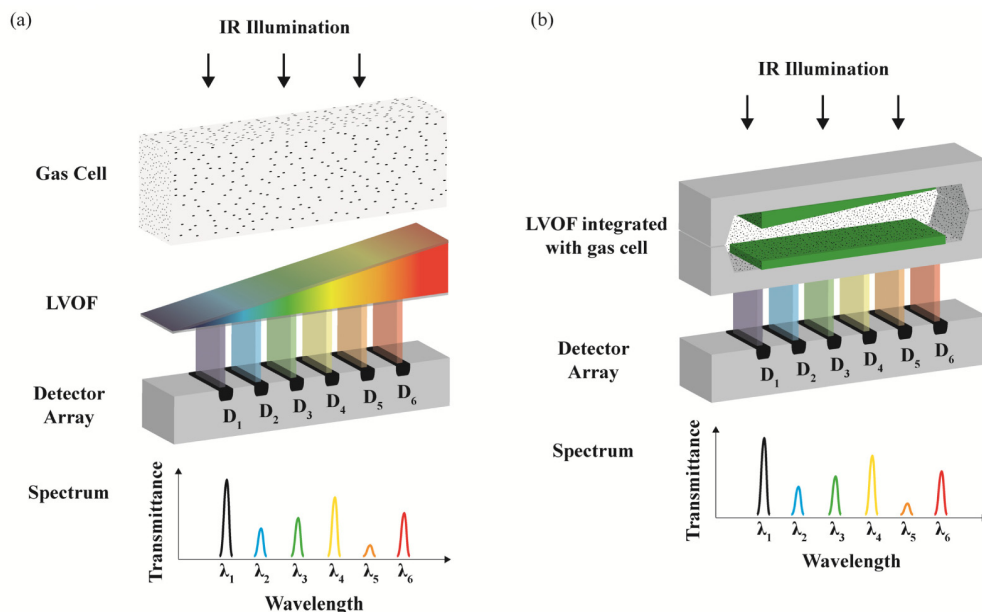 (a)
IR Illumination
Gas Cell
LVOF
Detector
Array
D1 D2 D3 D4 D5 D6
Spectrum
Transmittance
λ1 λ2 λ3 λ4 λ5 λ6
Wavelength
(b)
IR Illumination
LVOF integrated
with gas cell
Detector
Array
D1 D2 D3 D4 D5 D6
Spectrum
Transmittance
λ1 λ2 λ3 λ4 λ5 λ6
Wavelength